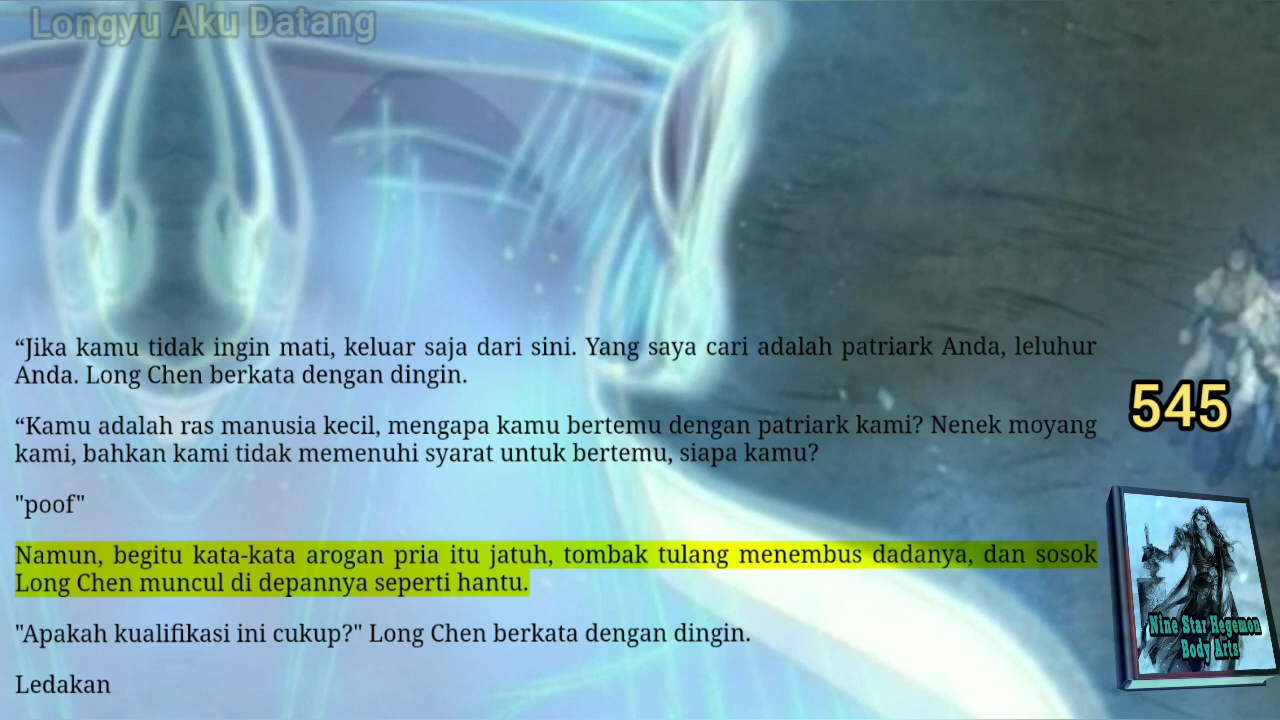 Longyu Aku Datang
“Jika kamu tidak ingin mati, keluar saja dari sini. Yang saya cari adalah patriark Anda, leluhur
Anda. Long Chen berkata dengan dingin.
“Kamu adalah ras manusia kecil, mengapa kamu bertemu dengan patriark kami? Nenek moyang
kami, bahkan kami tidak memenuhi syarat untuk bertemu, siapa kamu?
"poof"
Namun, begitu kata-kata arogan pria itu jatuh, tombak tulang menembus dadanya, dan sosok
Long Chen muncul di depannya seperti hantu.
"Apakah kualifikasi ini cukup?" Long Chen berkata dengan dingin.
Ledakan
545
Nine Star Hegemon
Body Arts